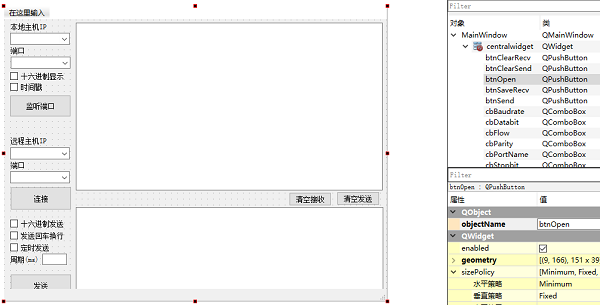 在这里输入
本地主机IP
端口
十六进制显示
时间戳
监听端口
远程主机IP
端口
连接
清空接收
清空发送
十六进制发送
发送回车换行
定时发送
周期(ms)
发送
Filter
对象 类
MainWindow QMainWindow
centralwidget QWidget
btnClearRecv QPushButton
btnClearSend QPushButton
btnOpen QPushButton
btnSaveRecv QPushButton
btnSend QPushButton
cbBaudrate QComboBox
cbDatabit QComboBox
cbFlow QComboBox
cbParity QComboBox
cbPortName QComboBox
cbStopbit QComboBox
Filter
btnOpen : QPushButton
属性 值
QObject
objectName btnOpen
QWidget
enabled
geometry [(9, 166), 151 x 39
sizePolicy [Minimum, Fixed,
水平策略 Minimum
垂直策略 Fixed